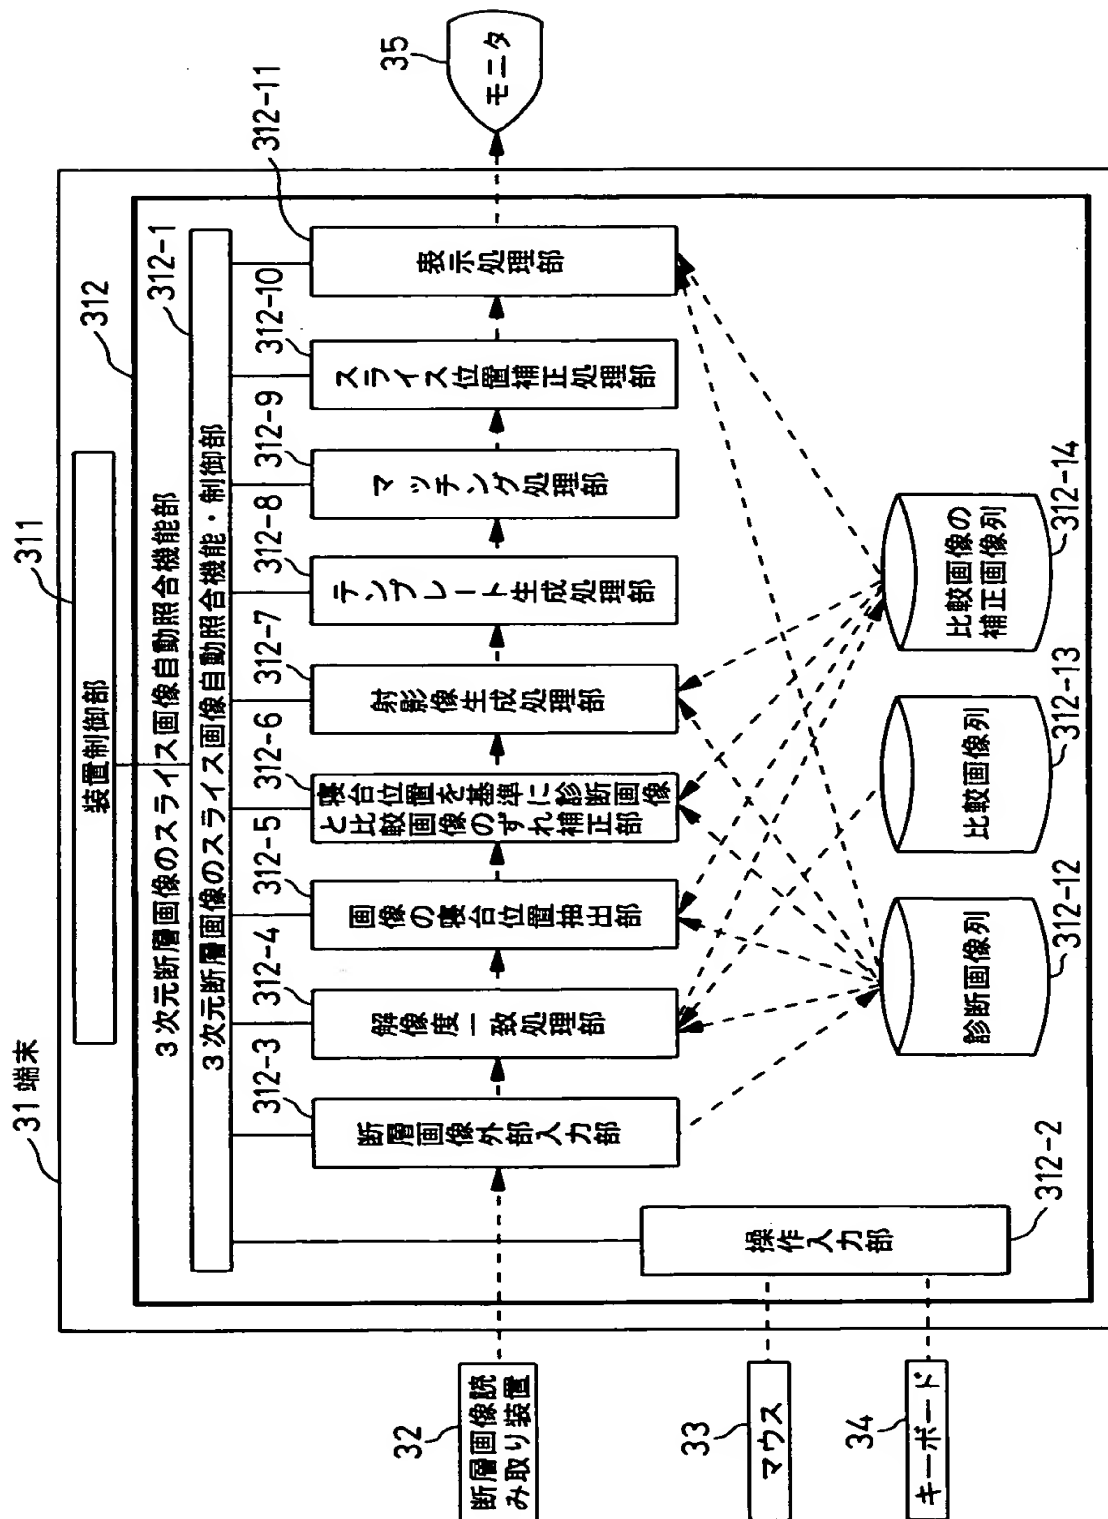 31 端末
311
装置制御部
312
3次元断層画像のスライス画像自動照合機能部
312-1
3次元断層画像のスライス画像自動照合機能・制御部
312-3
断層画像外部入力部
312-4
解像度一致処理部
312-5
画像の寝台位置抽出部
312-6
寝台位置を基準に診断画像
と比較画像のずれ補正部
312-7
射影像生成処理部
312-8
テンプレート生成処理部
312-9
マッチング処理部
312-10
スライス位置補正処理部
312-11
表示処理部
35
モニタ
32
断層画像読
み取り装置
33
マウス
34
キーボード
操作入力部
312-2
診断画像列
312-12
比較画像列
312-13
比較画像の
補正画像列
312-14